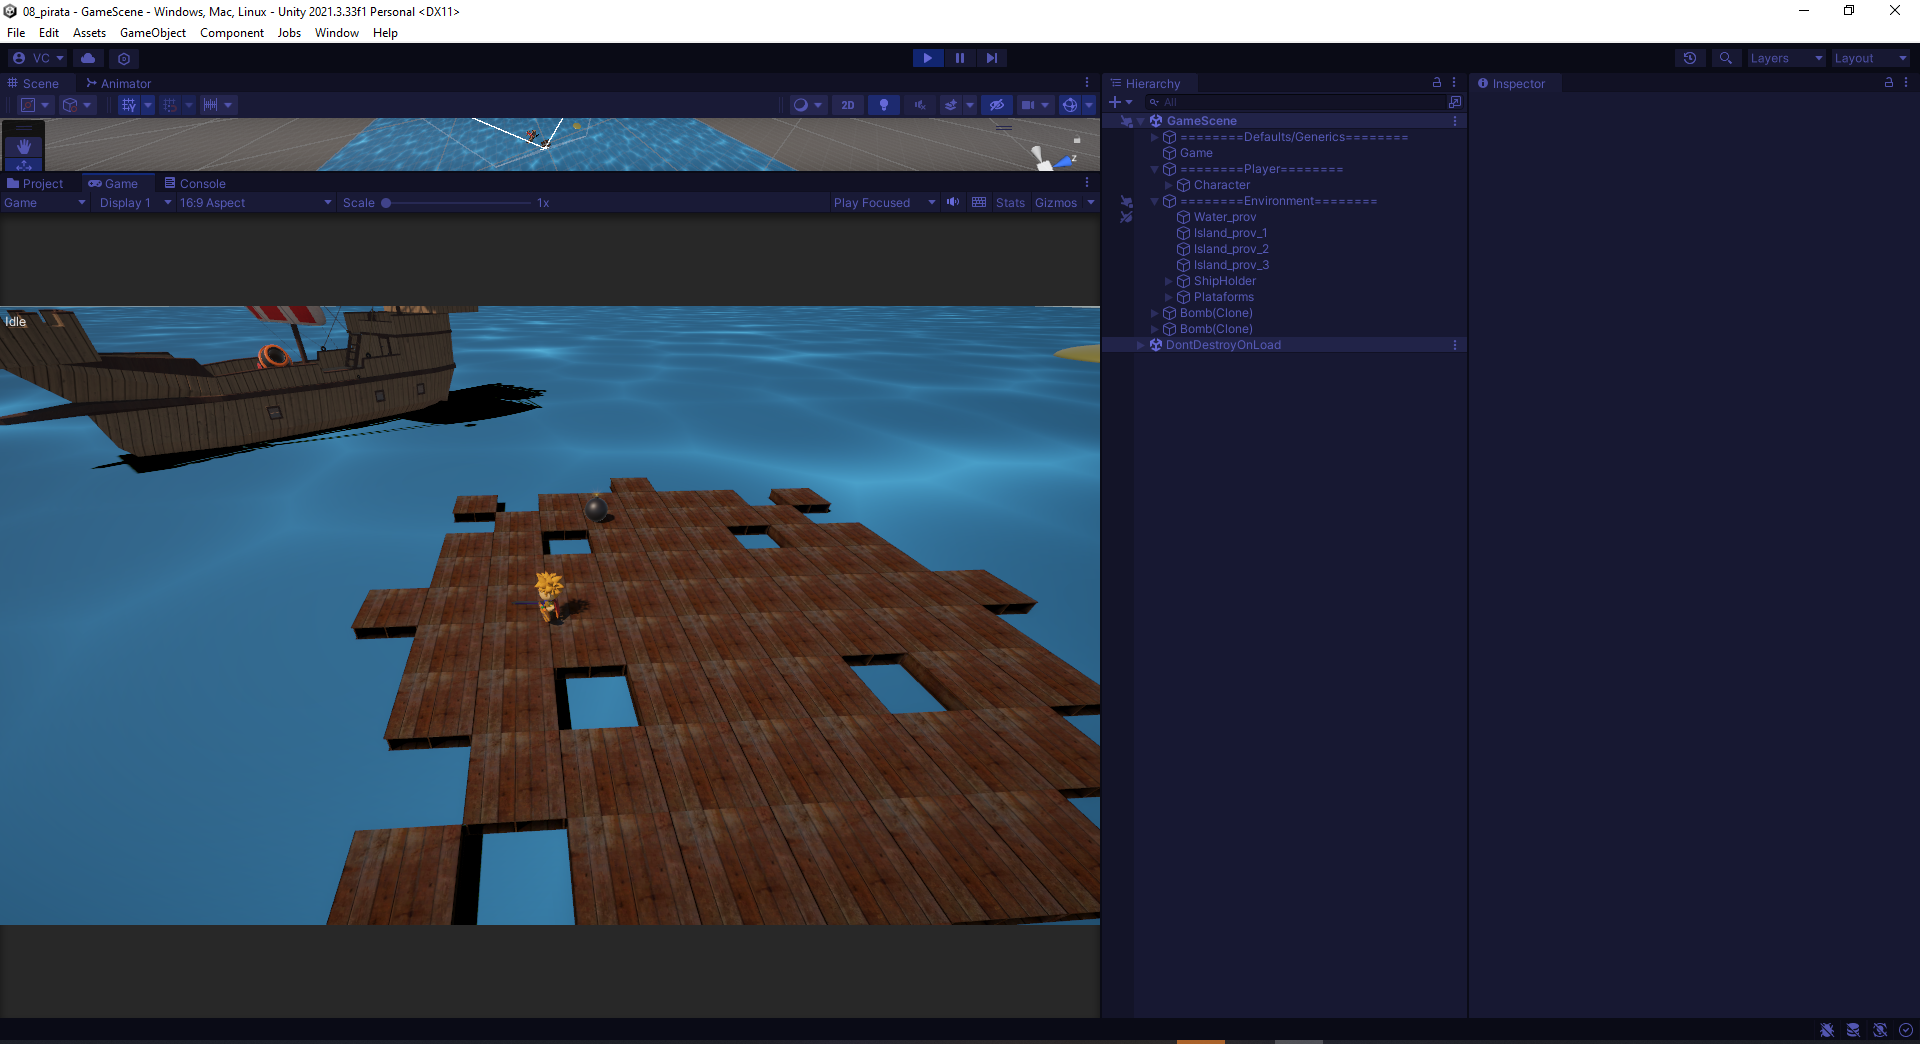 08_pirata - GameScene - Windows, Mac, Linux - Unity 2021.3.33f1 Personal <DX11>
File Edit Assets GameObject Component Jobs Window Help
VC Layers Layout
Scene Animator
2D
Z
Project Game Console
Game Display 1 16:9 Aspect Scale 1x Play Focused Stats Gizmos
Idle
Hierarchy
All
GameScene
========Defaults/Generics========
Game
========Player========
Character
========Environment========
Water_prov
Island_prov_1
Island_prov_2
Island_prov_3
ShipHolder
Plataforms
Bomb(Clone)
Bomb(Clone)
DontDestroyOnLoad
Inspector